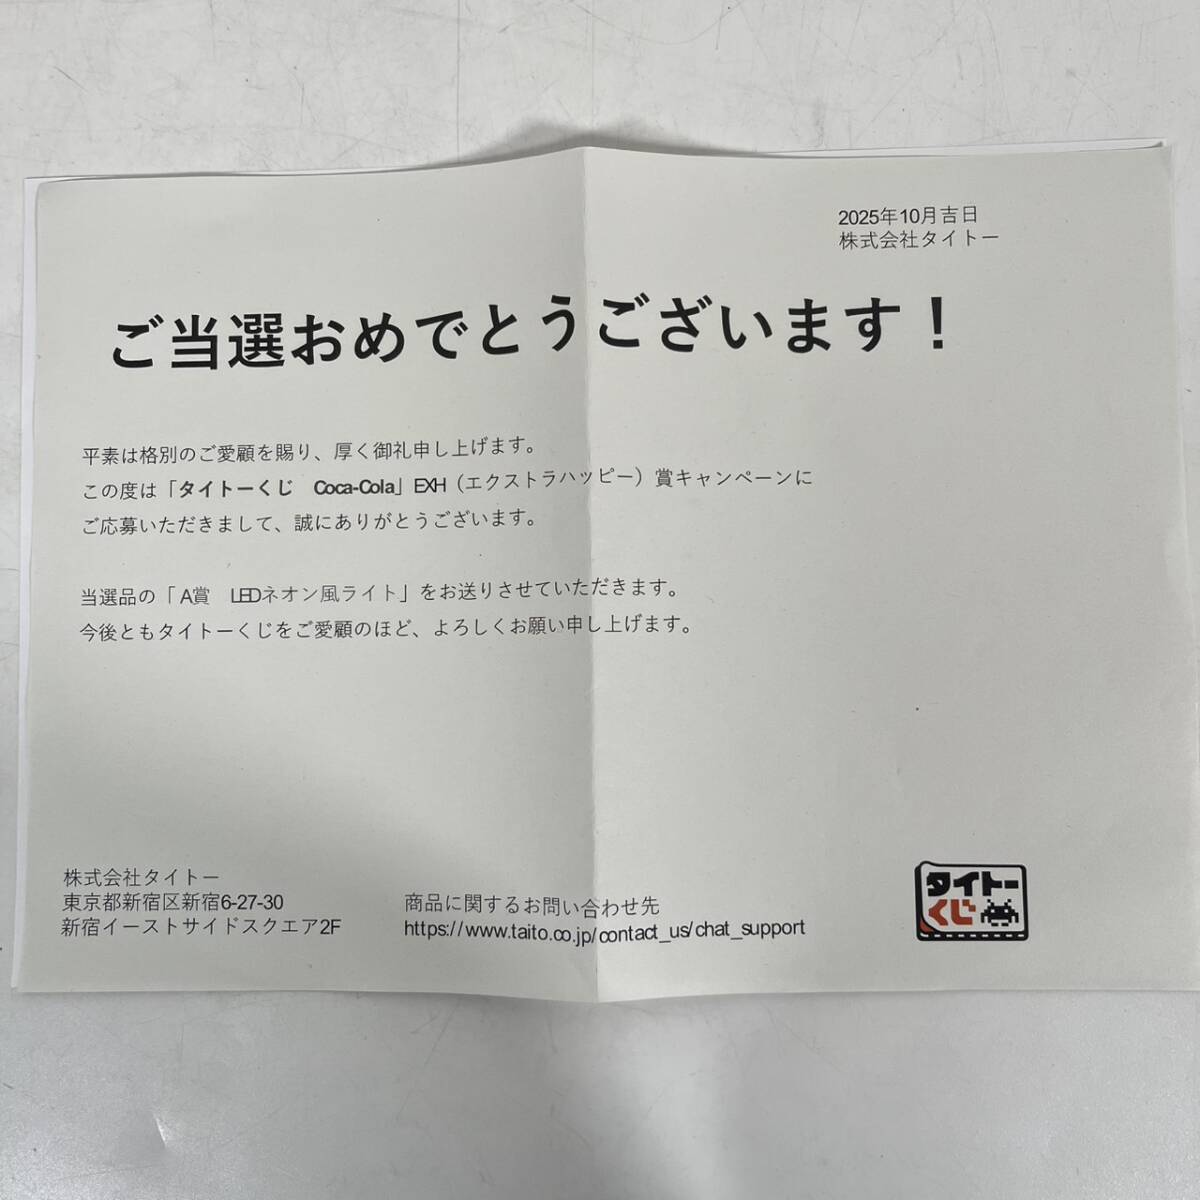 2025年10月吉日
株式会社タイトー
ご当選おめでとうございます！
平素は格別のご愛顧を賜り、厚く御礼申し上げます。
この度は「タイトーくじ　Coca-Cola」EXH（エクストラハッピー）賞キャンペーンに
ご応募いただきまして、誠にありがとうございます。
当選品の「A賞　LEDネオン風ライト」をお送りさせていただきます。
今後ともタイトーくじをご愛顧のほど、よろしくお願い申し上げます。
株式会社タイトー
東京都新宿区新宿6-27-30
新宿イーストサイドスクエア2F
商品に関するお問い合わせ先
https://www.taito.co.jp/contact_us/chat_support
タイトー
くじ